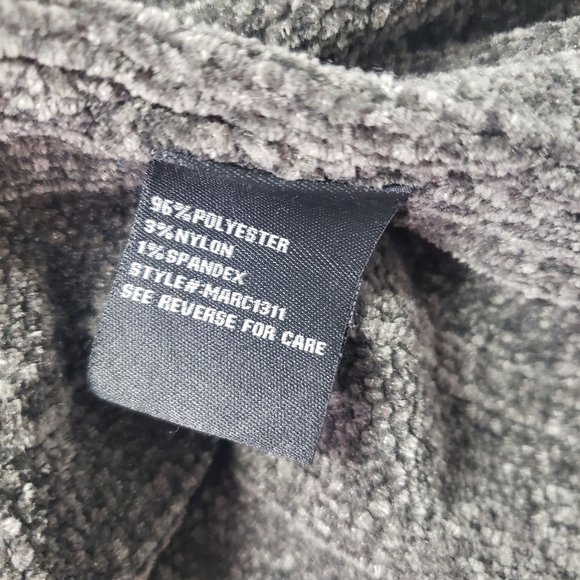 96%POLYESTER
3%NYLON
1%SPANDEX
STYLE#:MARC1311
SEE REVERSE FOR CARE